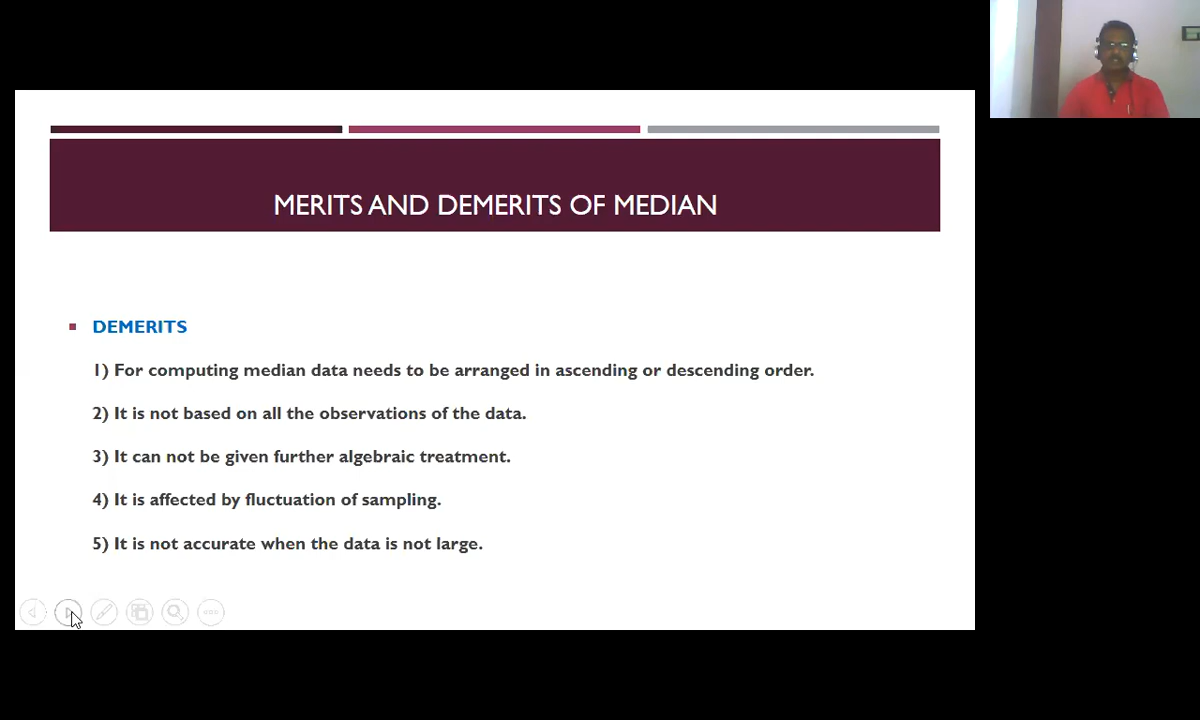 MERITS AND DEMERITS OF MEDIAN
DEMERITS
1) For computing median data needs to be arranged in ascending or descending order.
2) It is not based on all the observations of the data.
3) It can not be given further algebraic treatment.
4) It is affected by fluctuation of sampling.
5) It is not accurate when the data is not large.